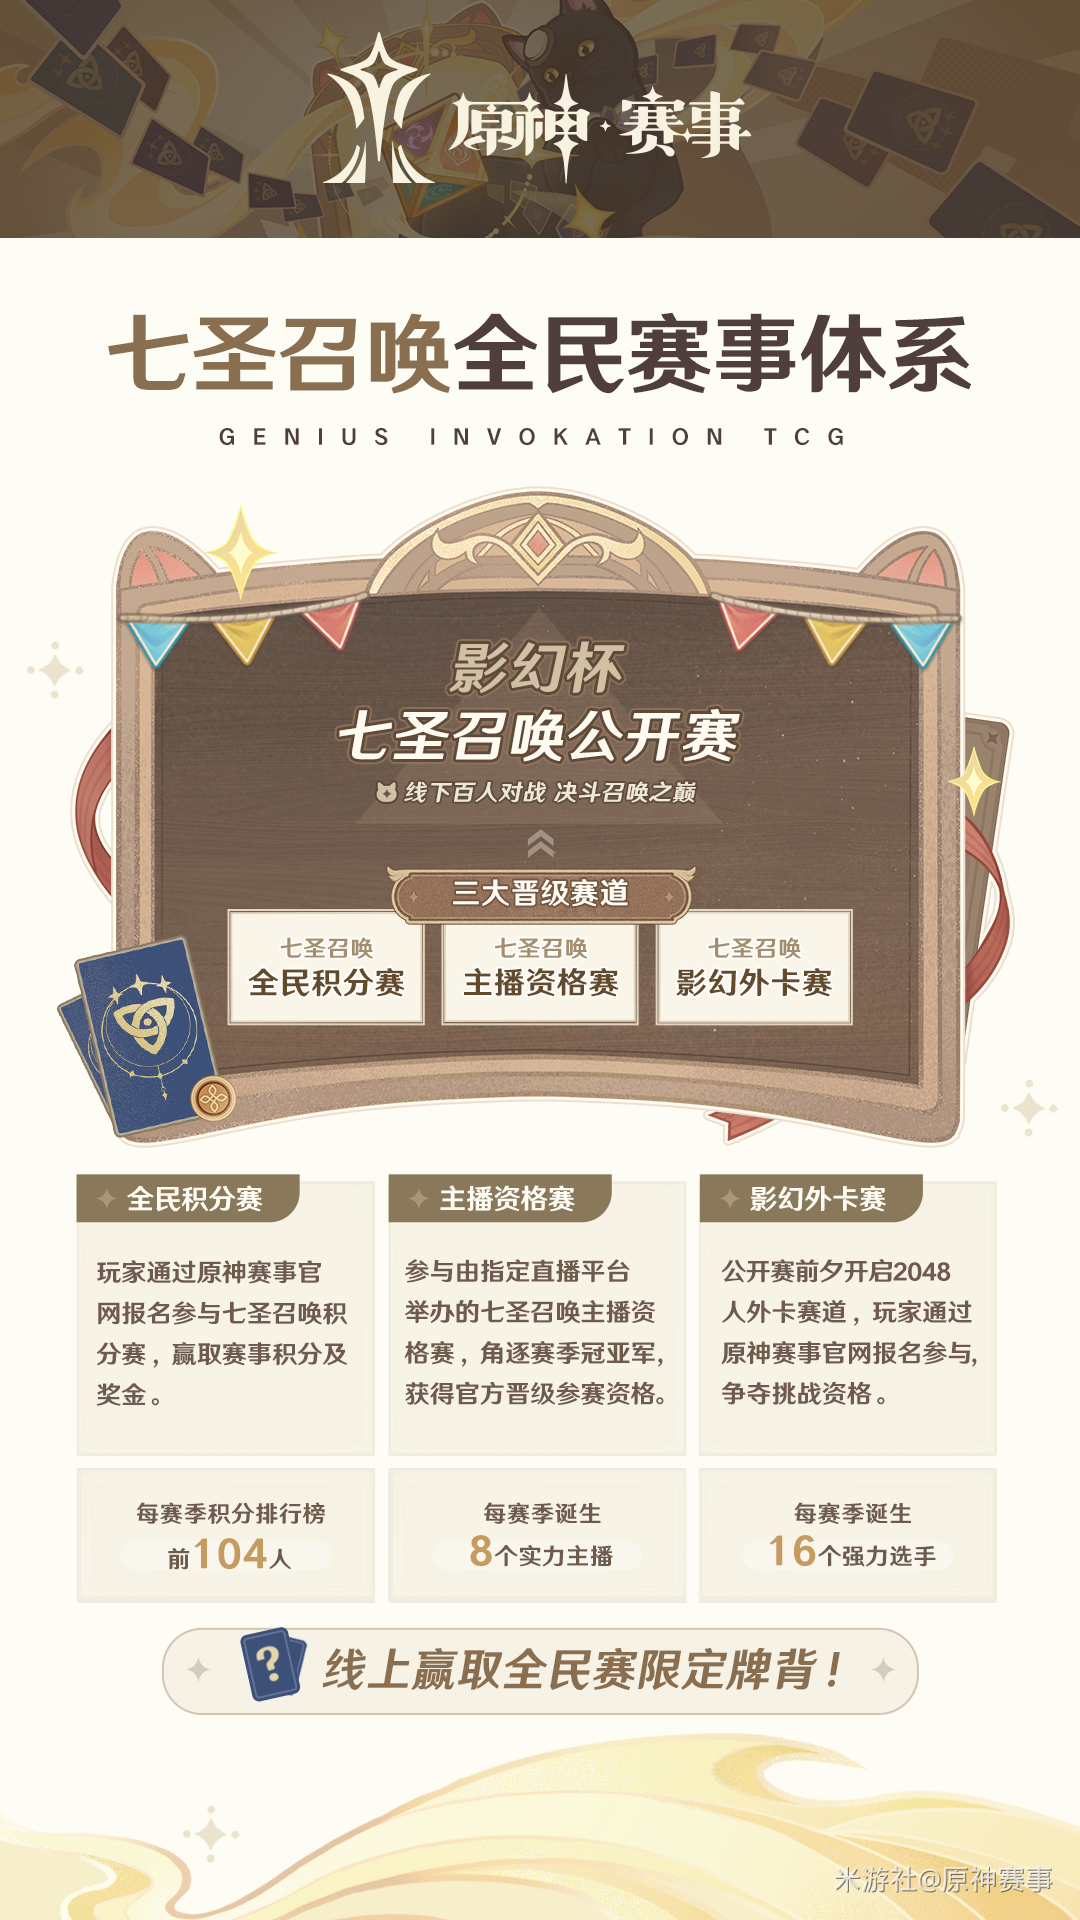 原神·赛事
七圣召唤全民赛事体系
GENIUS INVOKATION TCG
影幻杯
七圣召唤公开赛
线下百人对战 决斗召唤之巅
三大晋级赛道
七圣召唤
全民积分赛
七圣召唤
主播资格赛
七圣召唤
影幻外卡赛
全民积分赛
玩家通过原神赛事官
网报名参与七圣召唤积
分赛，赢取赛事积分及
奖金。
每赛季积分排行榜
前104人
主播资格赛
参与由指定直播平台
举办的七圣召唤主播资
格赛，角逐赛季冠亚军，
获得官方晋级参赛资格。
每赛季诞生
8个实力主播
影幻外卡赛
公开赛前夕开启2048
人外卡赛道，玩家通过
原神赛事官网报名参与，
争夺挑战资格。
每赛季诞生
16个强力选手
?
线上赢取全民赛限定牌背！
米游社@原神赛事